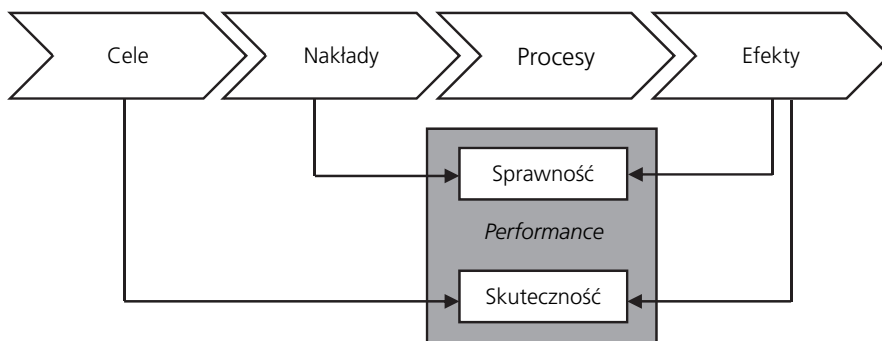 Cele
Nakłady
Procesy
Efekty
Sprawność
Performance
Skuteczność